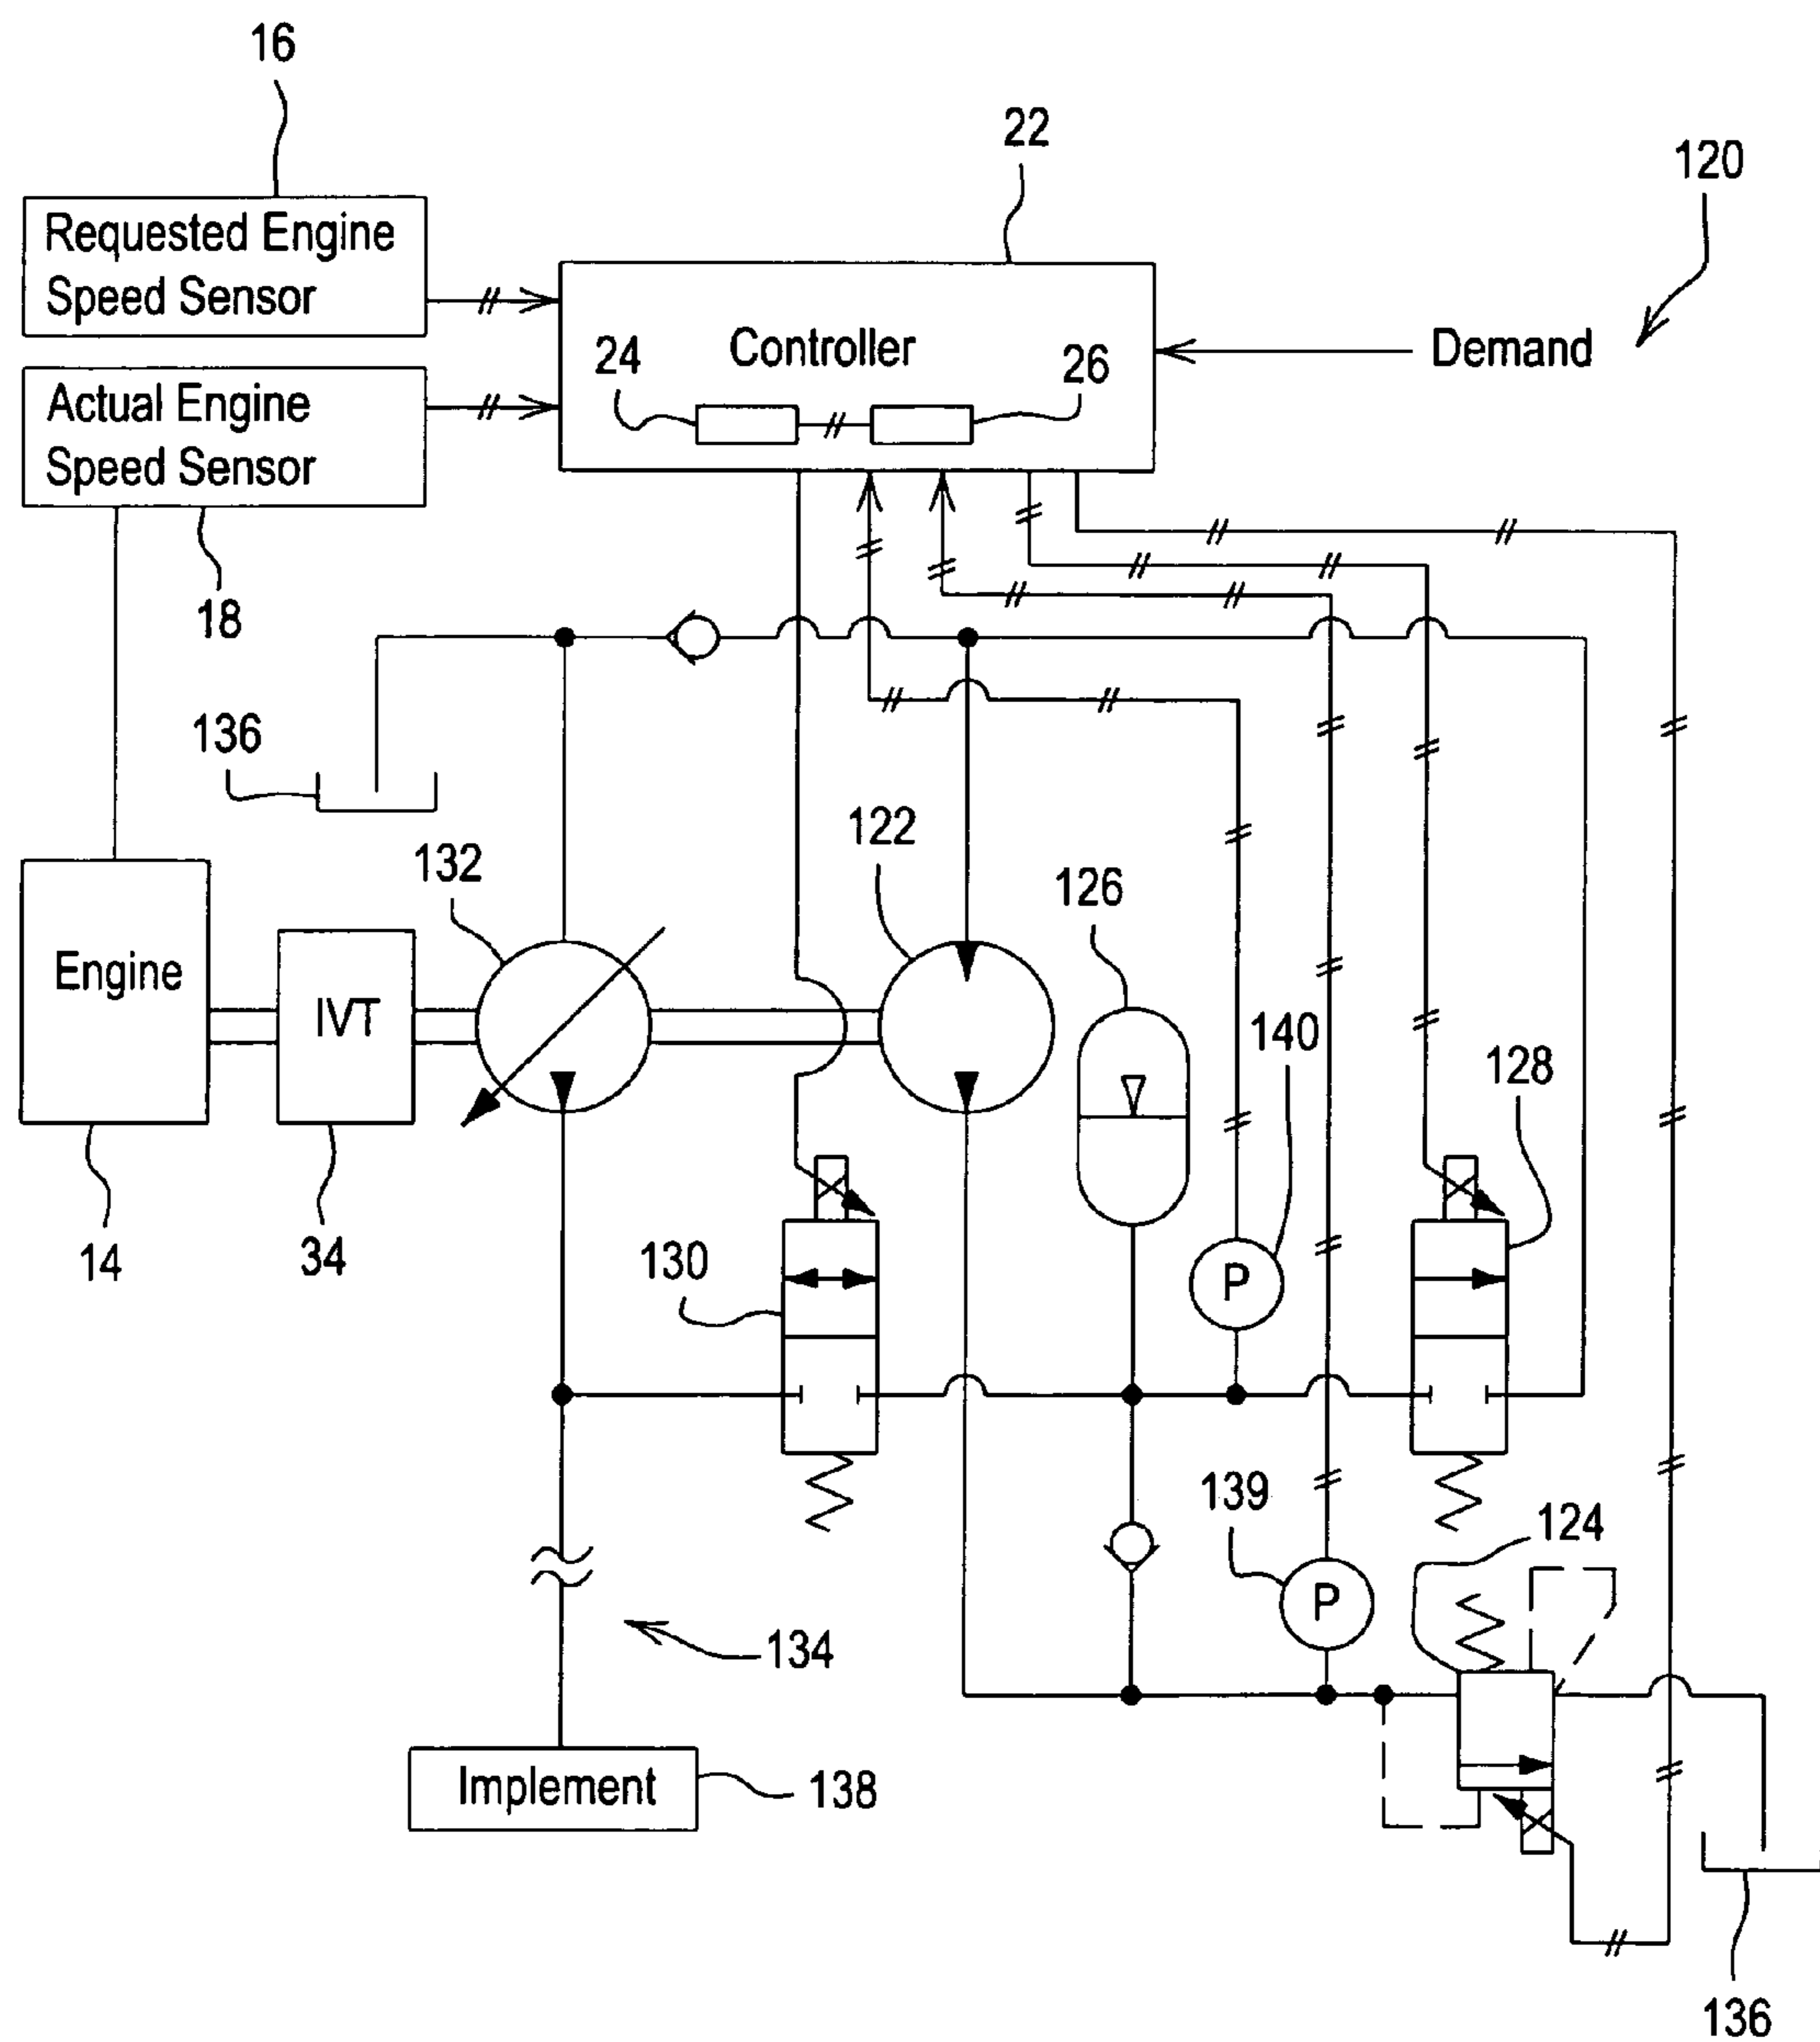 16
22
120
Requested Engine
Speed Sensor
Controller
24
26
Demand
Actual Engine
Speed Sensor
18
136
132
122
126
Engine
IVT
140
128
14
34
130
P
139
124
P
134
Implement
138
136